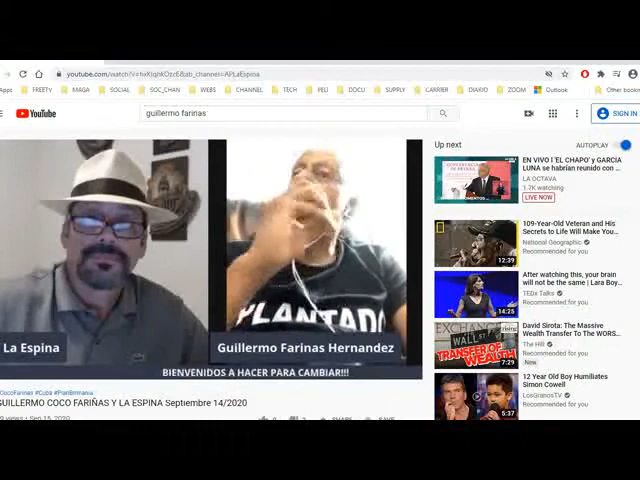 youtube.com/watch?v=
ab_channel=APLaEspina
FREETY MAGA SOCIAL SOC_CHAN WEBS CHANNEL TECH PELI DOCU SUPPLY CARRIER DIARIO ZOOM Outlook Other
YouTube
guillermo farinas
SIGN IN
Up next
AUTOPLAY
EN VIVO | 'EL CHAPO' y GARCÍA
LUNA se habrían reunido con ...
LA OCTAVA
1.7K watching
LIVE NOW
109-Year-Old Veteran and His
Secrets to Life Will Make You...
National Geographic
Recommended for you
12:39
After watching this, your brain
will not be the same | Lara Boy...
TEDx Talks
Recommended for you
14:25
David Sirota: The Massive
Wealth Transfer To The WORS...
The Hill
Recommended for you
New
EXCHANGE
rising
WALL ST
TRANSFER OF
WEALTH
7:29
12 Year Old Boy Humiliates
Simon Cowell
LosGranosTV
Recommended for you
5:37
PLANTADO
La Espina
Guillermo Farinas Hernandez
BIENVENIDOS A HACER PARA CAMBIAR!!!
CocoFarinas #Cuba
GUILLERMO COCO FARIÑAS Y LA ESPINA Septiembre 14/2020
views • Sep 15, 2020
SHARE SAVE